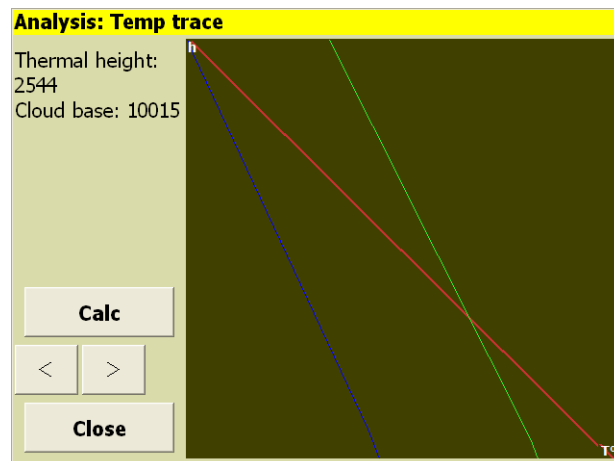 Analysis: Temp trace
Thermal height:
2544
Cloud base: 10015
h
Calc
< >
Close
T°